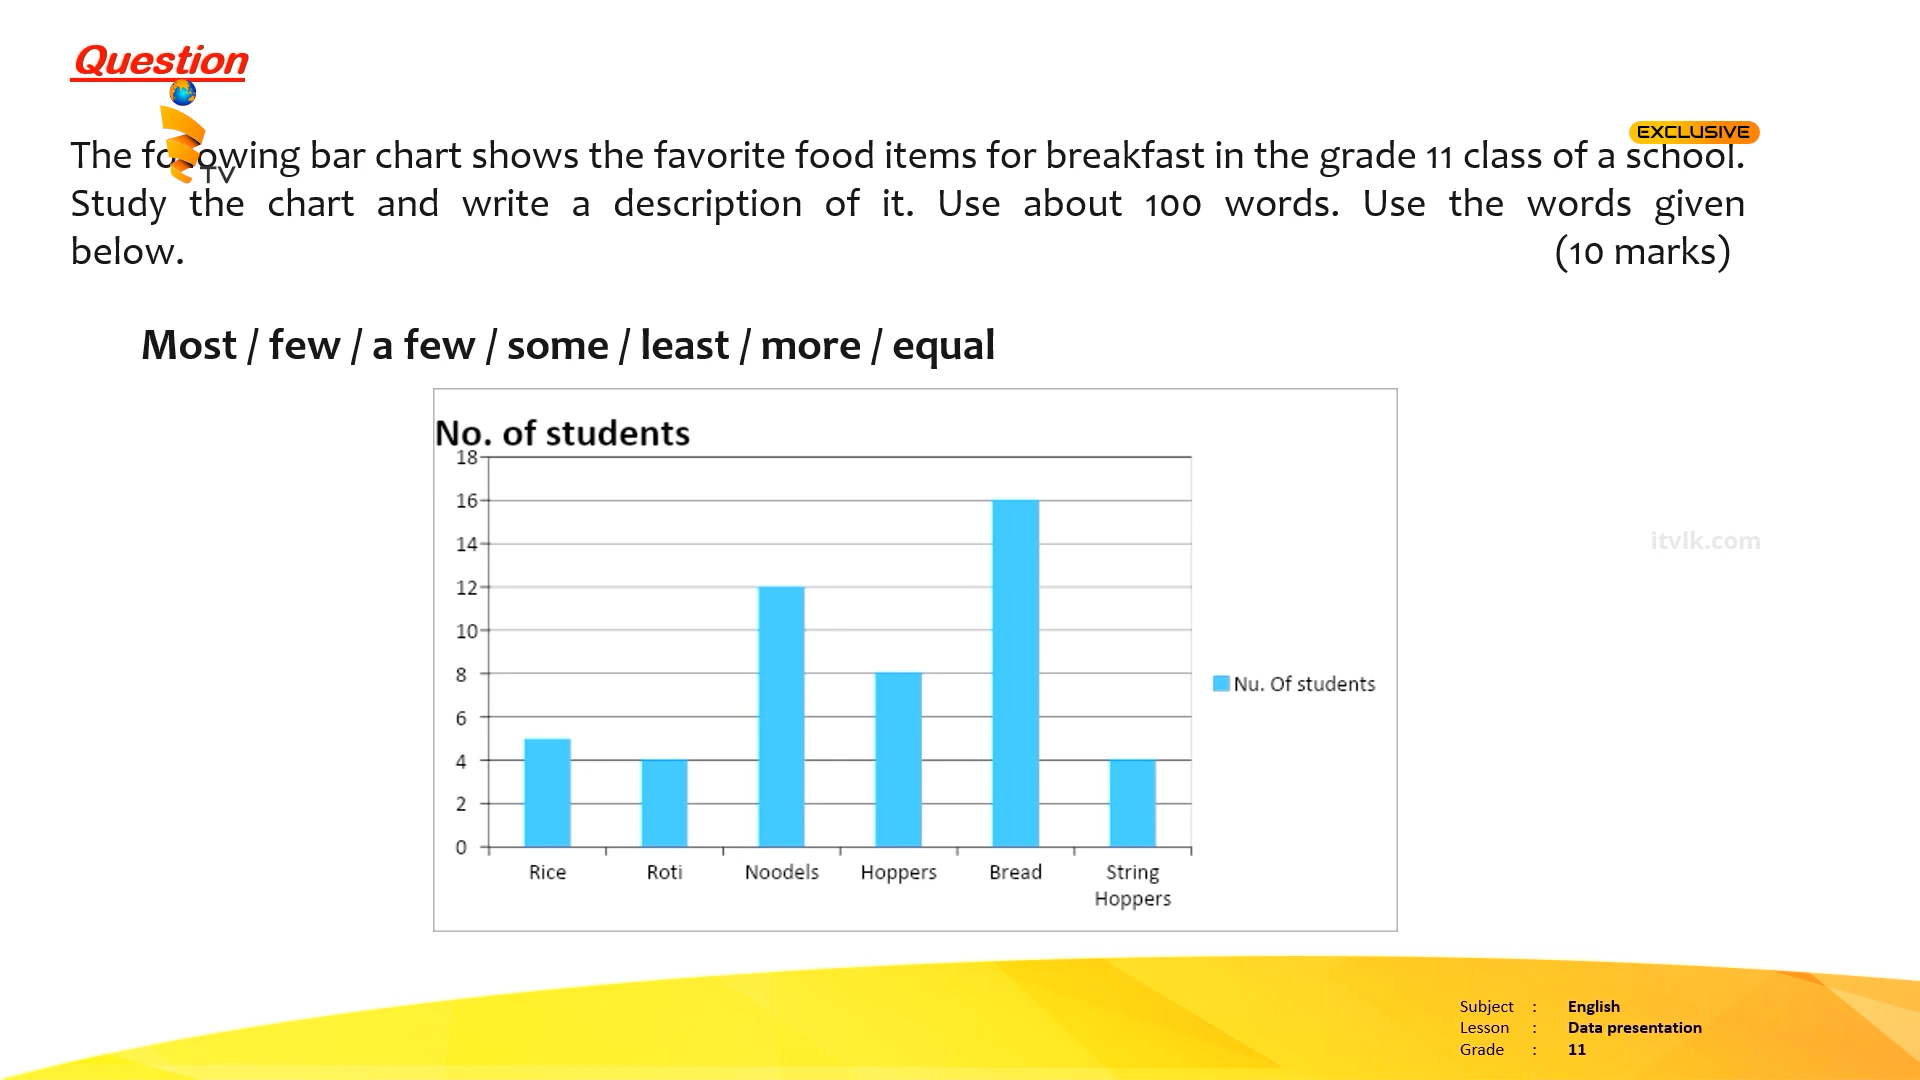 Question
TV
EXCLUSIVE
The following bar chart shows the favorite food items for breakfast in the grade 11 class of a school.
Study the chart and write a description of it. Use about 100 words. Use the words given
below. (10 marks)
Most / few / a few / some / least / more / equal
No. of students
18
16
14
12
10
8
6
4
2
0
Rice Roti Noodels Hoppers Bread String
Hoppers
Nu. Of students
itvlk.com
Subject : English
Lesson : Data presentation
Grade : 11